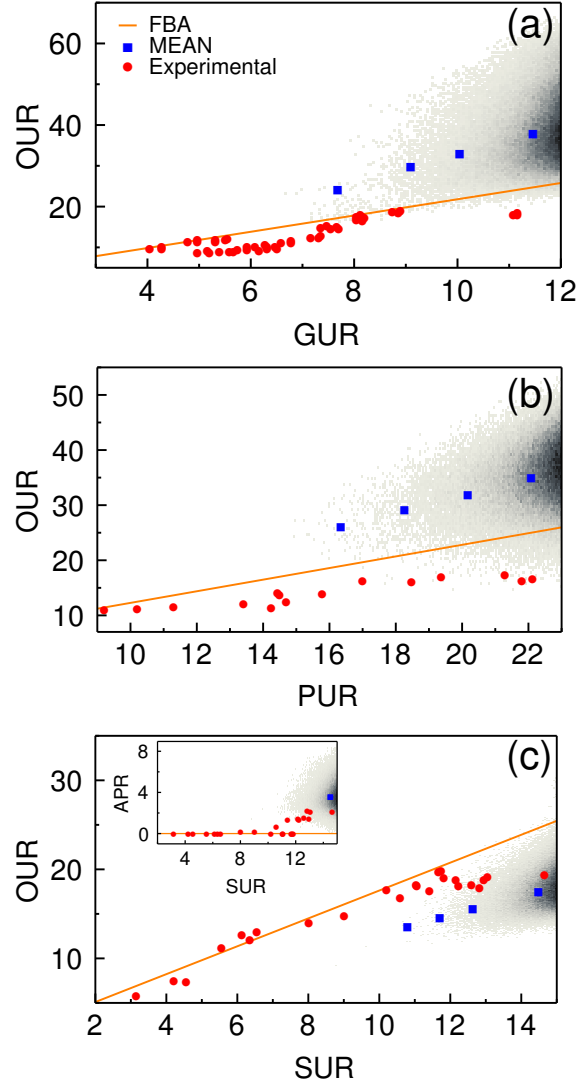 (a)
FBA
MEAN
Experimental
60
40
20
OUR
4 6 8 10 12
GUR
(b)
50
40
30
20
10
OUR
10 12 14 16 18 20 22
PUR
(c)
8
4
0
APR
4 8 12
SUR
30
20
10
OUR
2 4 6 8 10 12 14
SUR